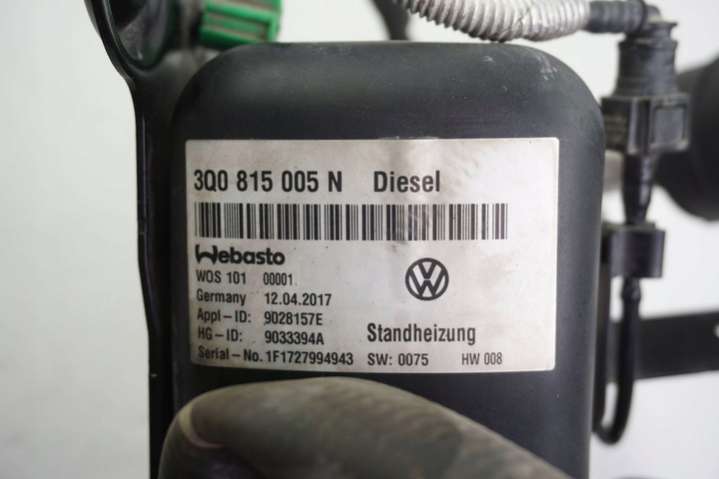 3Q0 815 005 N Diesel
Webasto
WOS 101 00001
Germany 12.04.2017
Appl-ID: 9028157E
HG-ID: 9033394A
Standheizung
Serial-No. 1F1727994943 SW: 0075 HW 008